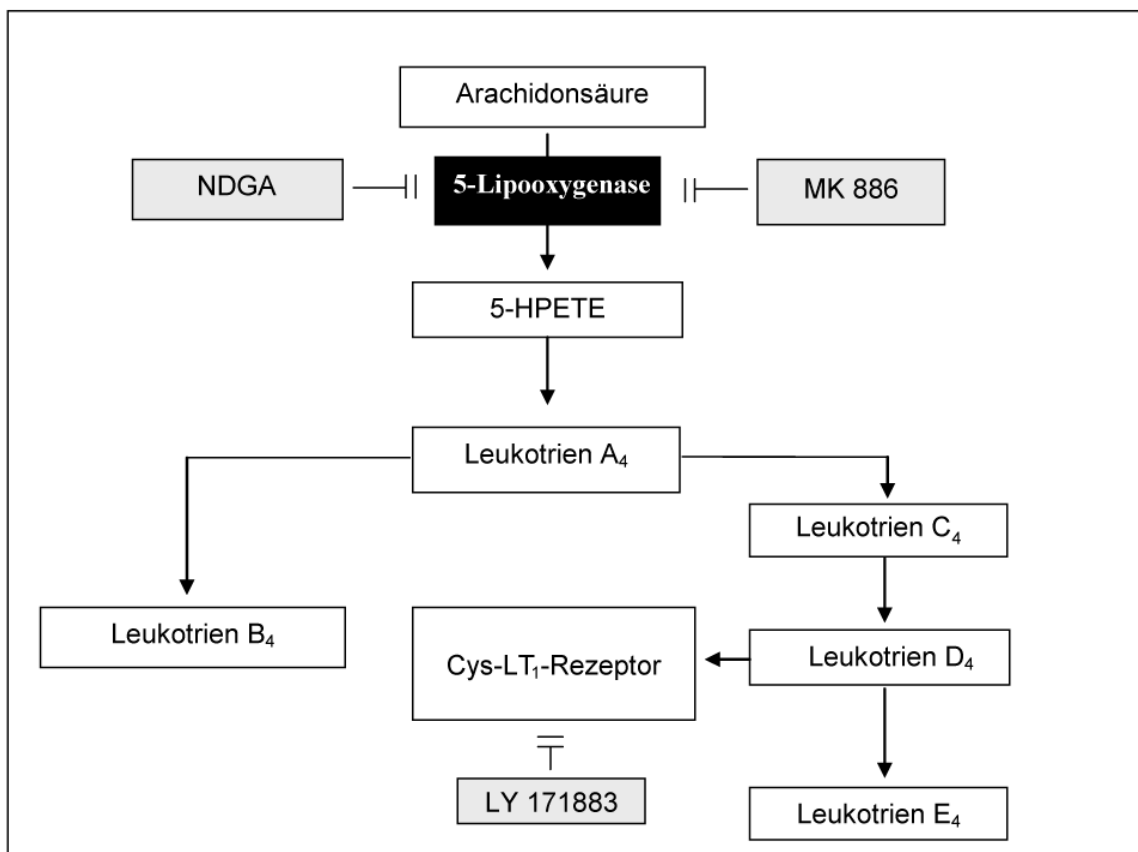 Arachidonsäure
NDGA
5-Lipooxygenase
MK 886
5-HPETE
Leukotrien A₄
Leukotrien C₄
Leukotrien B₄
Cys-LT₁-Rezeptor
Leukotrien D₄
LY 171883
Leukotrien E₄